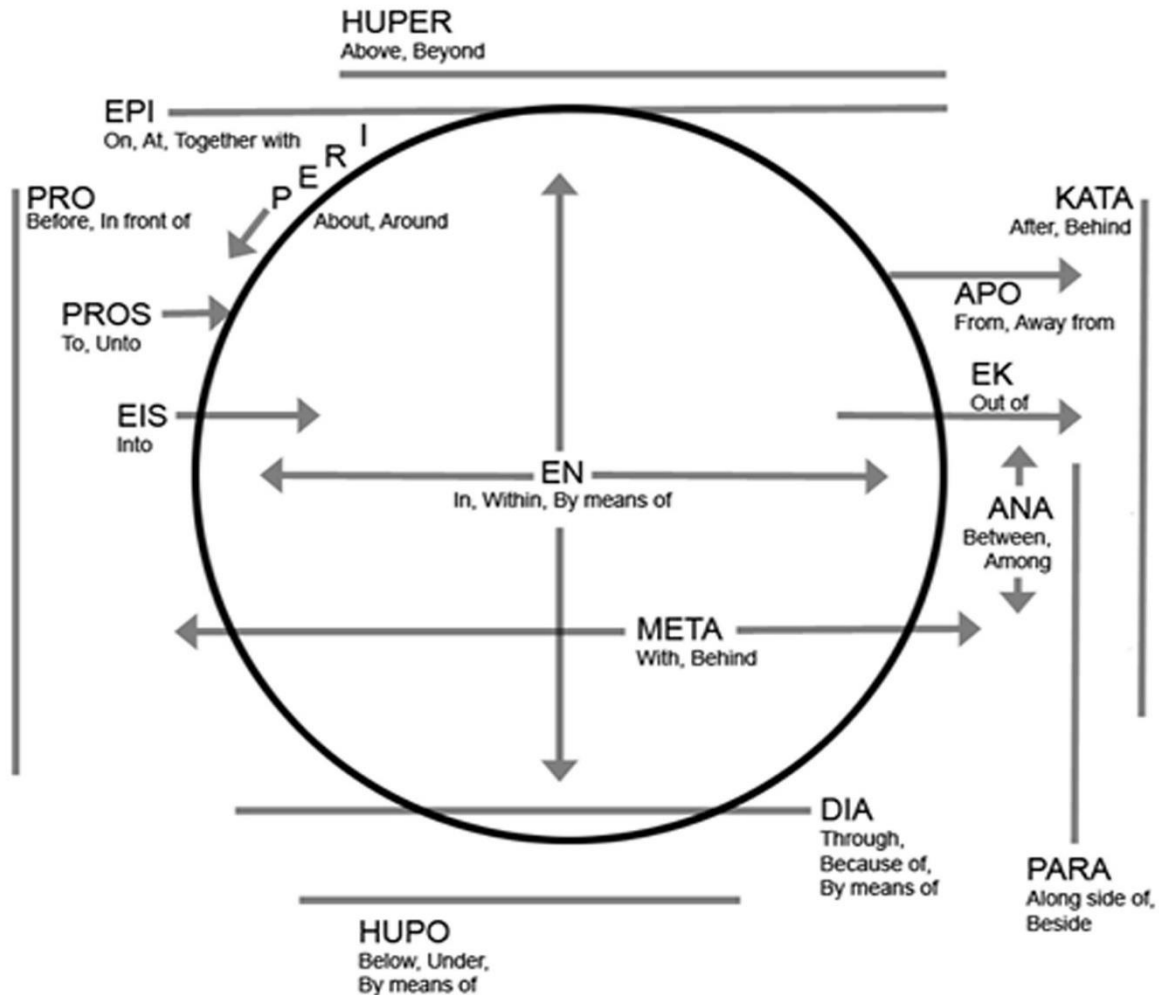 HUPER
Above, Beyond
EPI
On, At, Together with
PERI
About, Around
PRO
Before, In front of
KATA
After, Behind
PROS
To, Unto
APO
From, Away from
EIS
Into
EK
Out of
EN
In, Within, By means of
ANA
Between,
Among
META
With, Behind
DIA
Through,
Because of,
By means of
PARA
Along side of,
Beside
HUPO
Below, Under,
By means of